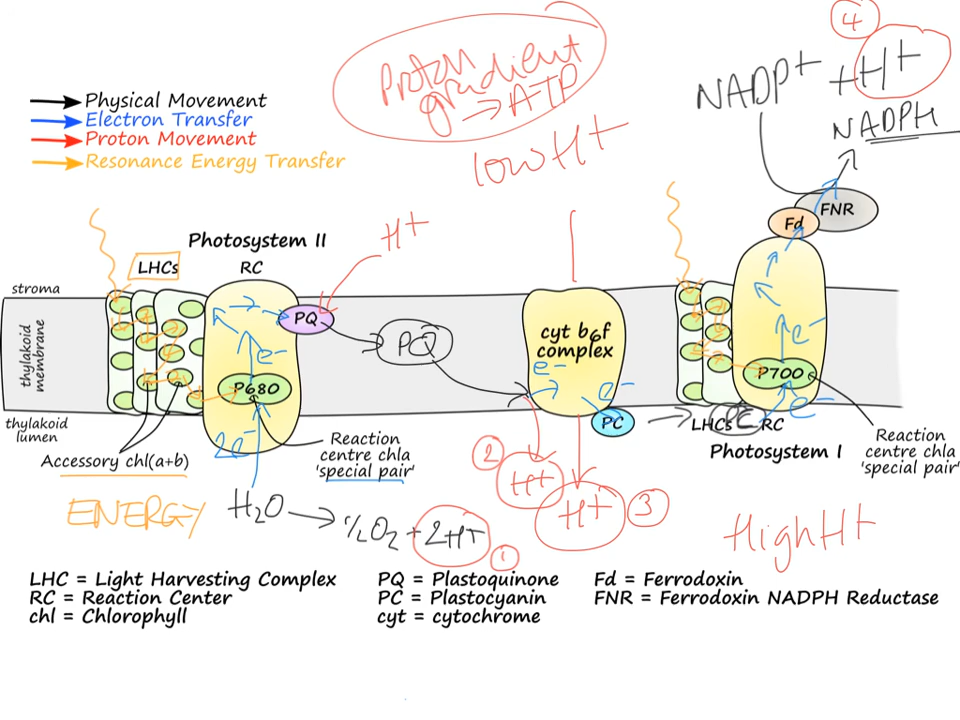 4
Proton
gradient
→ ATP
low H+
NADP+ + H+
NADPH
Physical Movement
Electron Transfer
Proton Movement
Resonance Energy Transfer
H+
FNR
Fd
Photosystem II
LHCs
RC
stroma
thylakoid
membrane
thylakoid
lumen
PQ
PQ
cyt b6f
complex
e-
e-
e-
P680
PC
2e-
e-
P700
e-
PC
LHCs
RC
Photosystem I
Reaction
centre chla
'special pair'
Accessory chl(a+b)
Reaction
centre chla
'special pair'
ENERGY
H2O → ½O2 + 2H+
1
2
H+
H+
3
High H+
LHC = Light Harvesting Complex
RC = Reaction Center
chl = Chlorophyll
PQ = Plastoquinone
PC = Plastocyanin
cyt = cytochrome
Fd = Ferrodoxin
FNR = Ferrodoxin NADPH Reductase